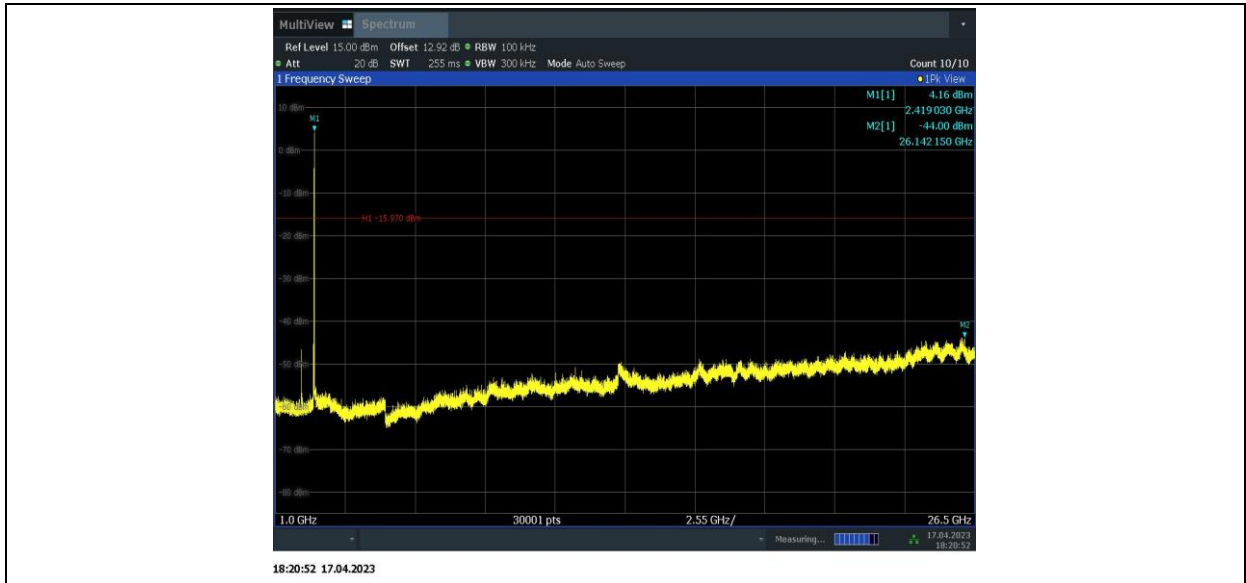 MultiView Spectrum
Ref Level 15.00 dBm Offset 12.92 dB RBW 100 kHz
Att 20 dB SWT 255 ms VBW 300 kHz Mode Auto Sweep Count 10/10
1 Frequency Sweep 1Pk View
M1[1] 4.16 dBm
2.419 030 GHz
M2[1] -44.00 dBm
26.142 150 GHz
10 dBm
M1
0 dBm
-10 dBm
H1 -15.970 dBm
-20 dBm
-30 dBm
-40 dBm
M2
-50 dBm
-60 dBm
-70 dBm
-80 dBm
1.0 GHz 30001 pts 2.55 GHz/ 26.5 GHz
Measuring... 17.04.2023
18:20:52
18:20:52 17.04.2023